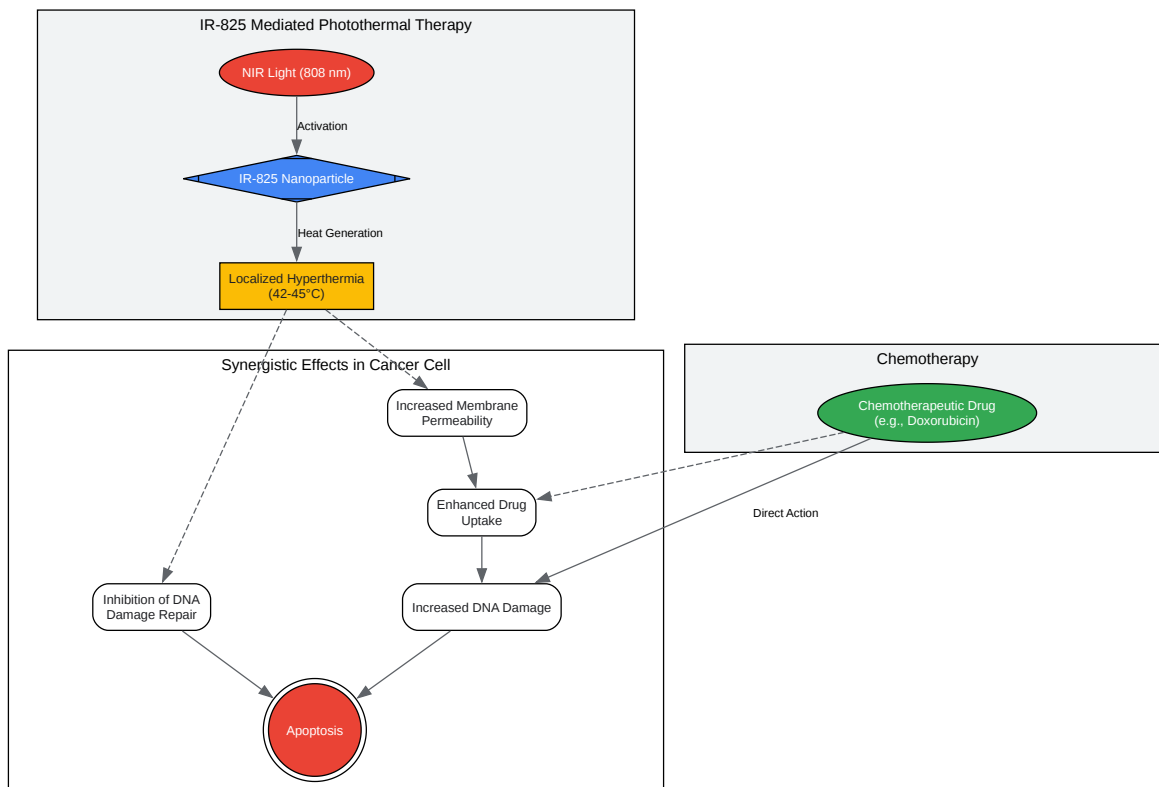 IR-825 Mediated Photothermal Therapy
NIR Light (808 nm)
Activation
IR-825 Nanoparticle
Heat Generation
Localized Hyperthermia
(42-45°C)
Synergistic Effects in Cancer Cell
Chemotherapy
Chemotherapeutic Drug
(e.g., Doxorubicin)
Increased Membrane
Permeability
Enhanced Drug
Uptake
Direct Action
Inhibition of DNA
Damage Repair
Increased DNA Damage
Apoptosis